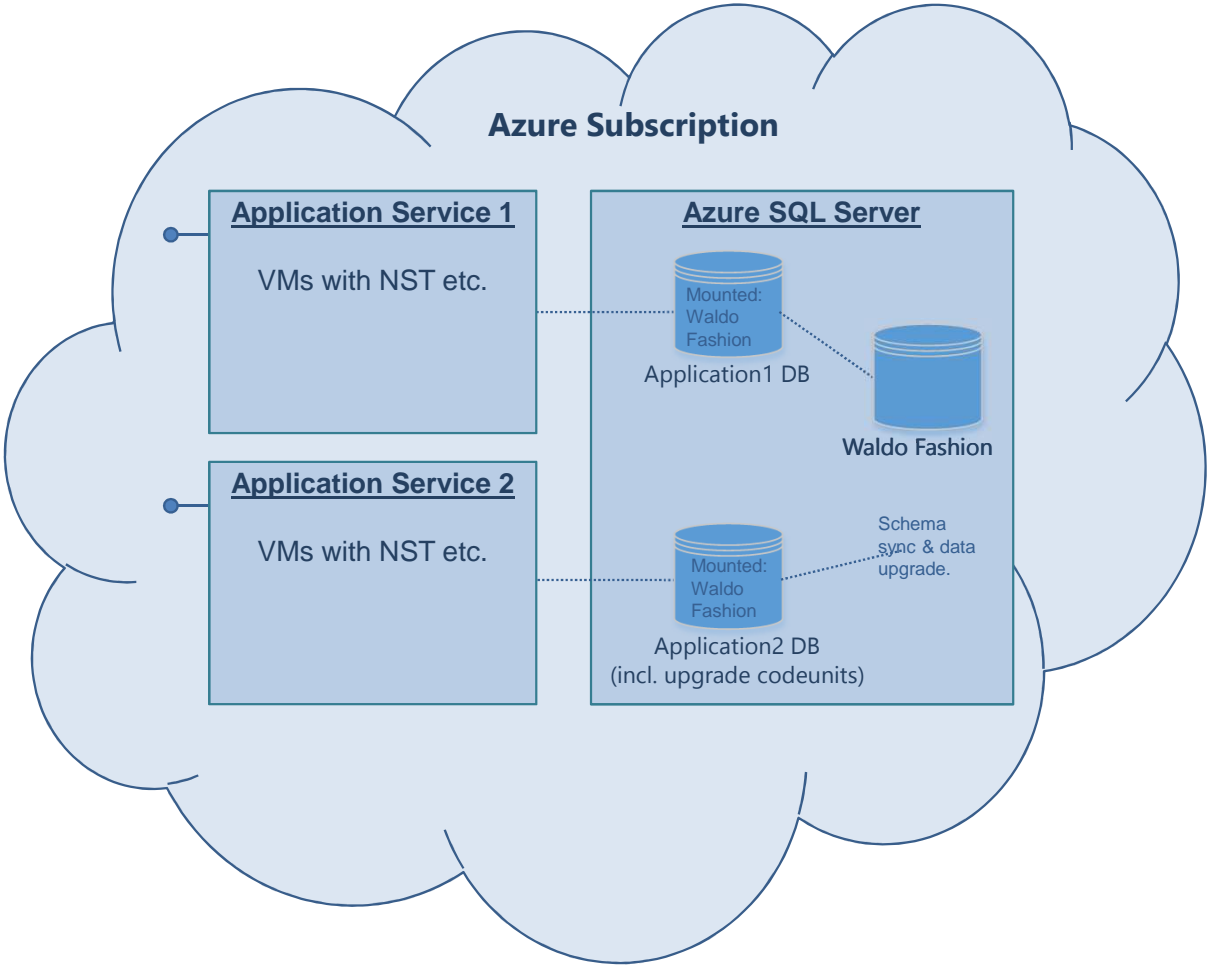 Azure Subscription
Application Service 1
VMs with NST etc.
Azure SQL Server
Mounted:
Waldo
Fashion
Application1 DB
Waldo Fashion
Application Service 2
VMs with NST etc.
Mounted:
Waldo
Fashion
Application2 DB
(incl. upgrade codeunits)
Schema
sync & data
upgrade.